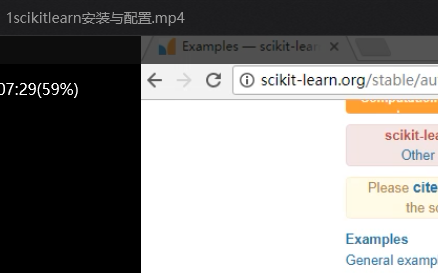 1scikitlearn安装与配置.mp4
Examples — scikit-lear
07:29(59%)
scikit-learn.org/stable/au
scikit-lea
Other
Please cite
the sc
Examples
General examp